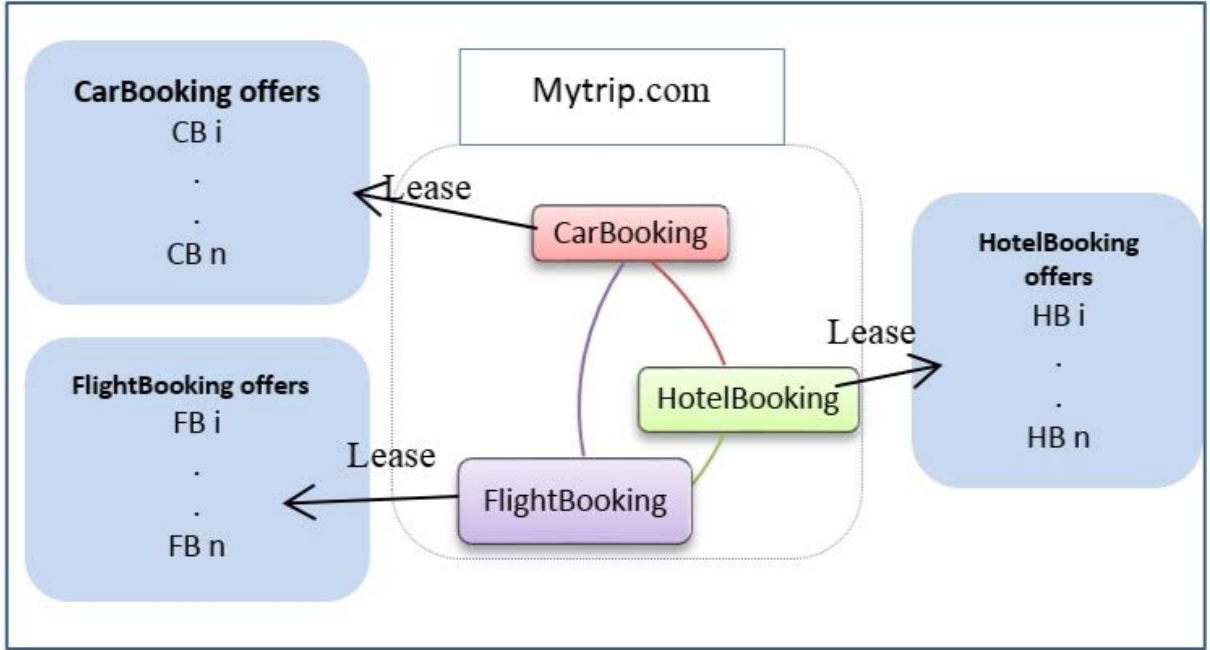 CarBooking offers
CB i
.
.
CB n
Mytrip.com
Lease
CarBooking
HotelBooking
offers
HB i
.
.
HB n
Lease
HotelBooking
FlightBooking offers
FB i
.
.
FB n
Lease
FlightBooking